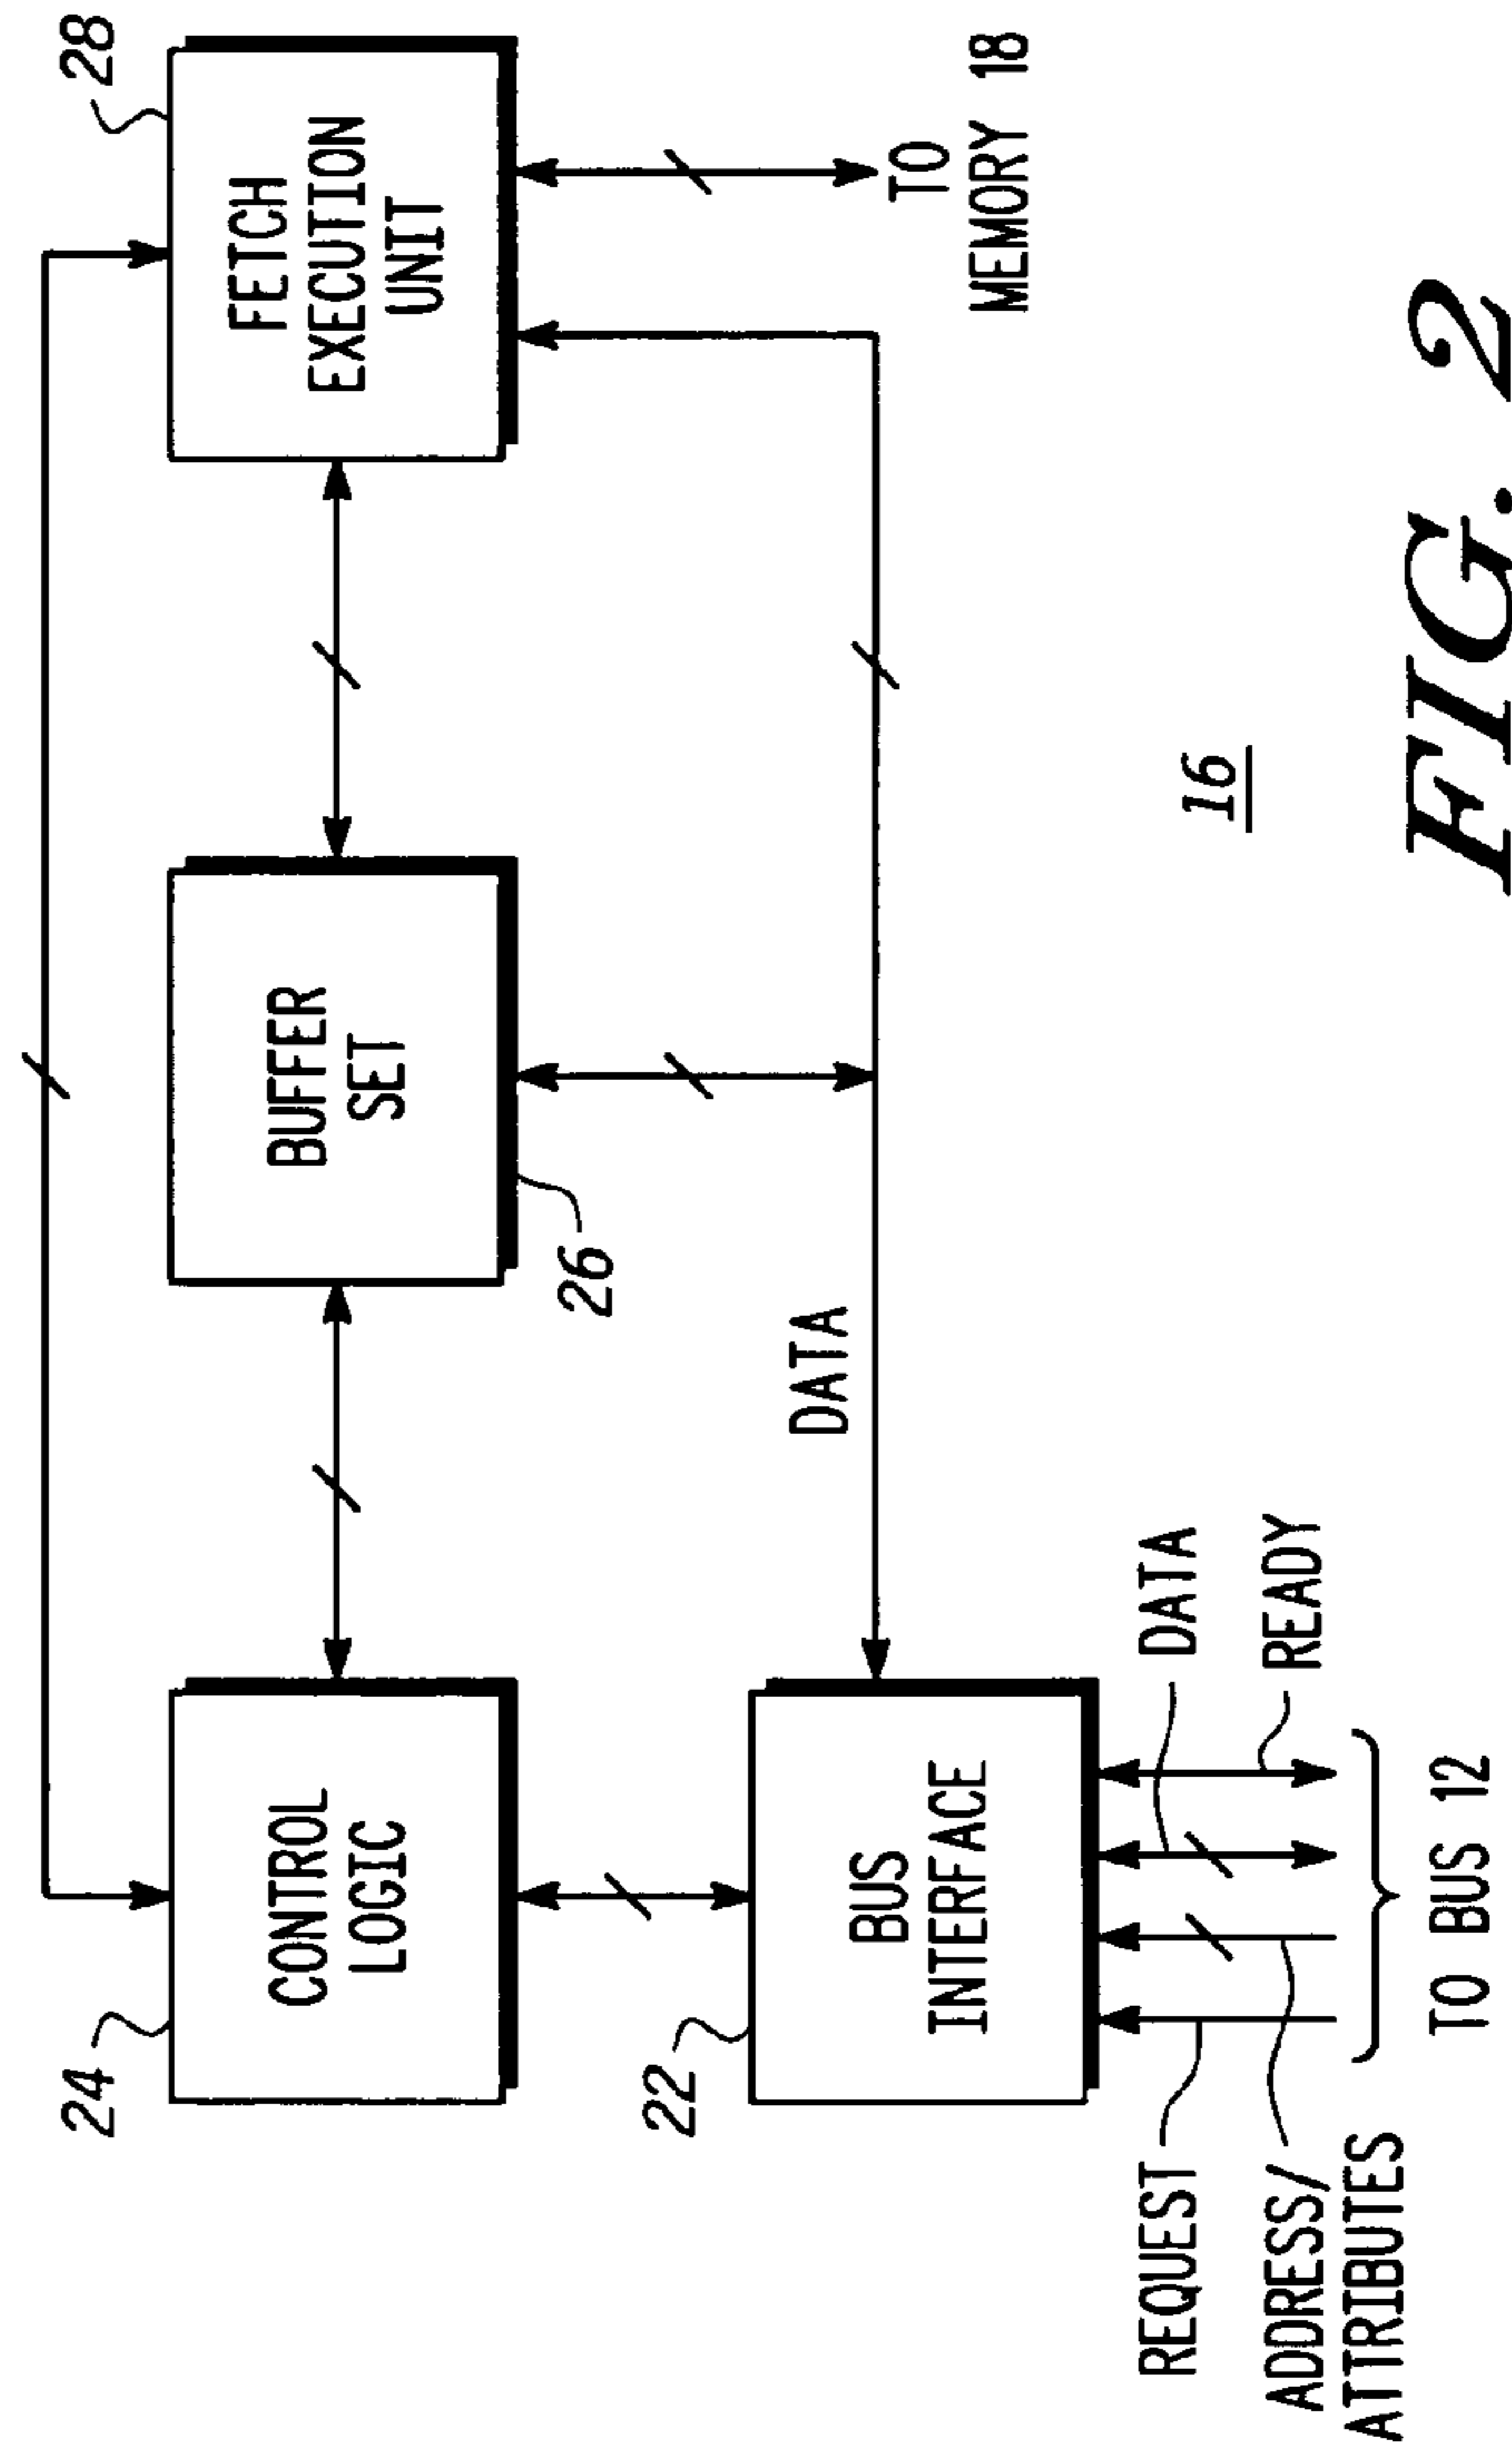 28
24
CONTROL
LOGIC
BUFFER
SET
FETCH
EXECUTION
UNIT
26
22
DATA
TO
MEMORY 18
BUS
INTERFACE
REQUEST
DATA
ADDRESS/
ATTRIBUTES
READY
TO BUS 12
16
FIG. 2